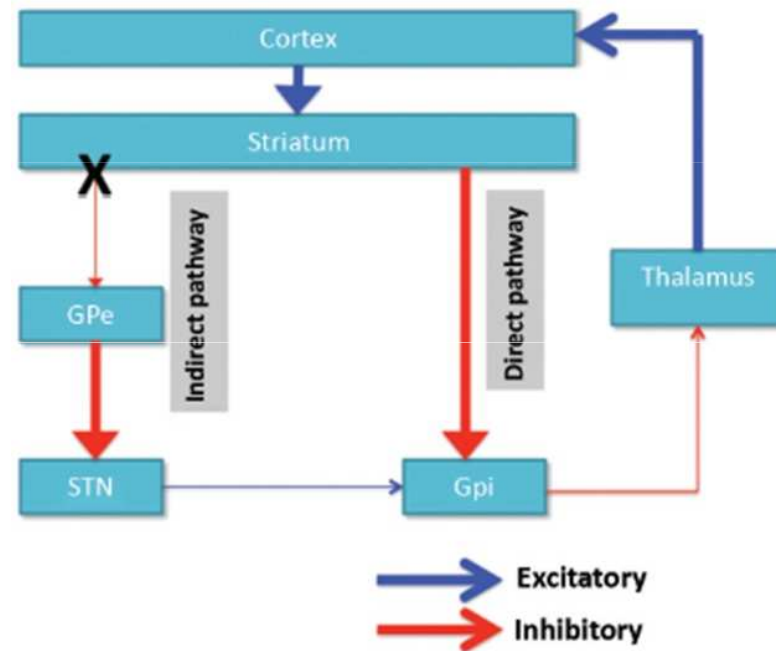 Cortex
Striatum
X
Indirect pathway
Direct pathway
Thalamus
GPe
STN
Gpi
Excitatory
Inhibitory